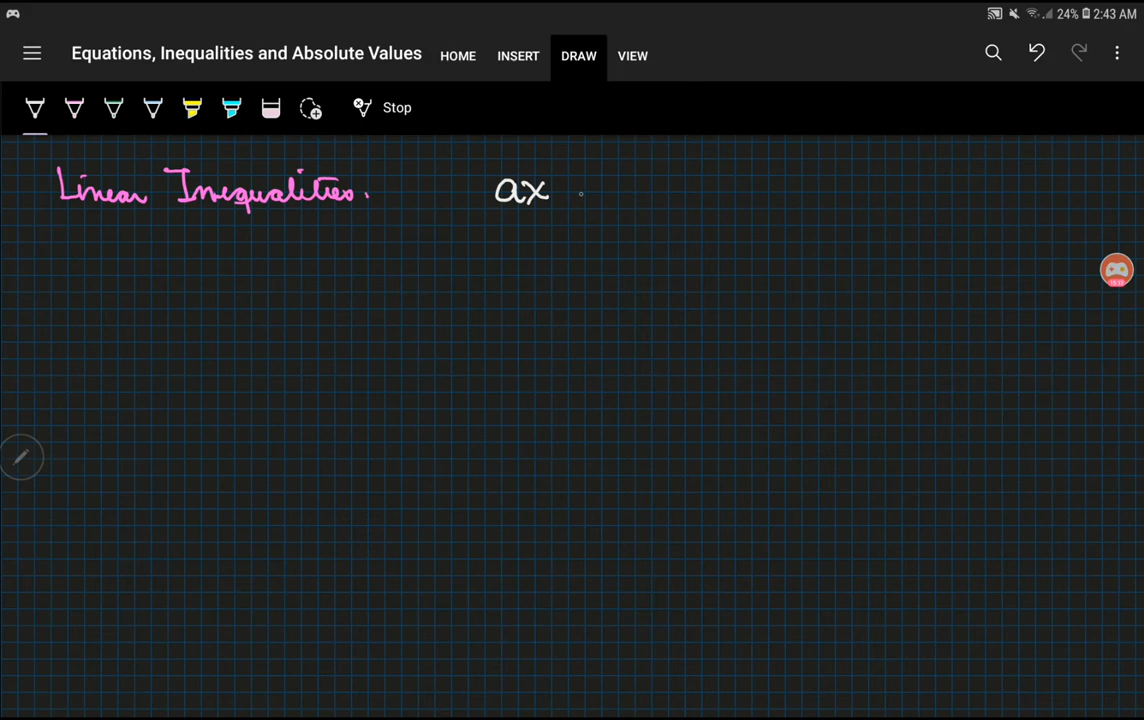 24% 2:43 AM
Equations, Inequalities and Absolute Values HOME INSERT DRAW VIEW
Stop
Linear Inequalities. ax